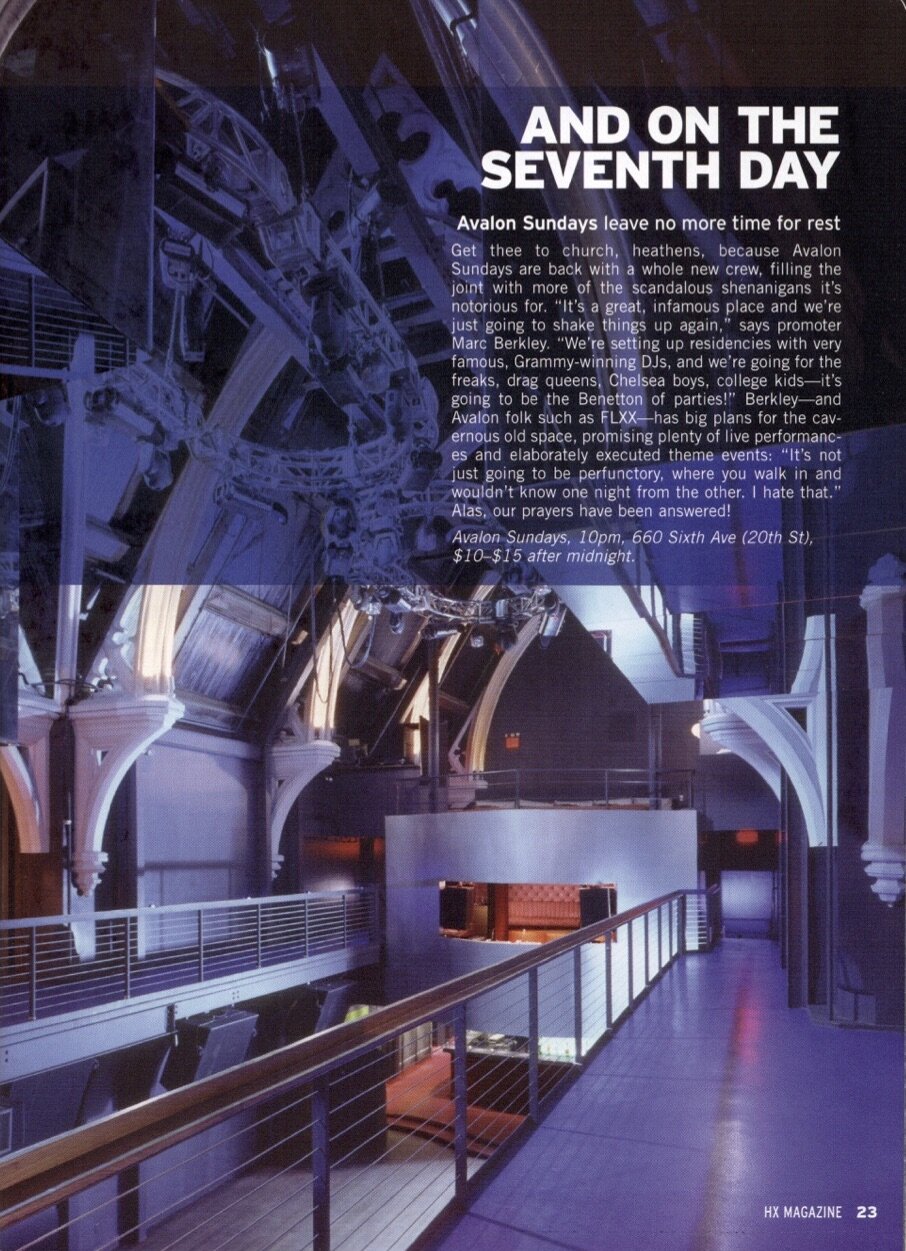 AND ON THE
SEVENTH DAY
Avalon Sundays leave no more time for rest
Get thee to church, heathens, because Avalon
Sundays are back with a whole new crew, filling the
joint with more of the scandalous shenanigans it's
notorious for. “It's a great, infamous place and we're
just going to shake things up again,” says promoter
Marc Berkley. “We're setting up residencies with very
famous, Grammy-winning DJs, and we're going for the
freaks, drag queens, Chelsea boys, college kids—it's
going to be the Benetton of parties!” Berkley—and
Avalon folk such as FLXX—has big plans for the cav-
ernous old space, promising plenty of live performanc-
es and elaborately executed theme events: “It's not
just going to be perfunctory, where you walk in and
wouldn't know one night from the other. I hate that.”
Alas, our prayers have been answered!
Avalon Sundays, 10pm, 660 Sixth Ave (20th St),
$10–$15 after midnight.
HX MAGAZINE 23